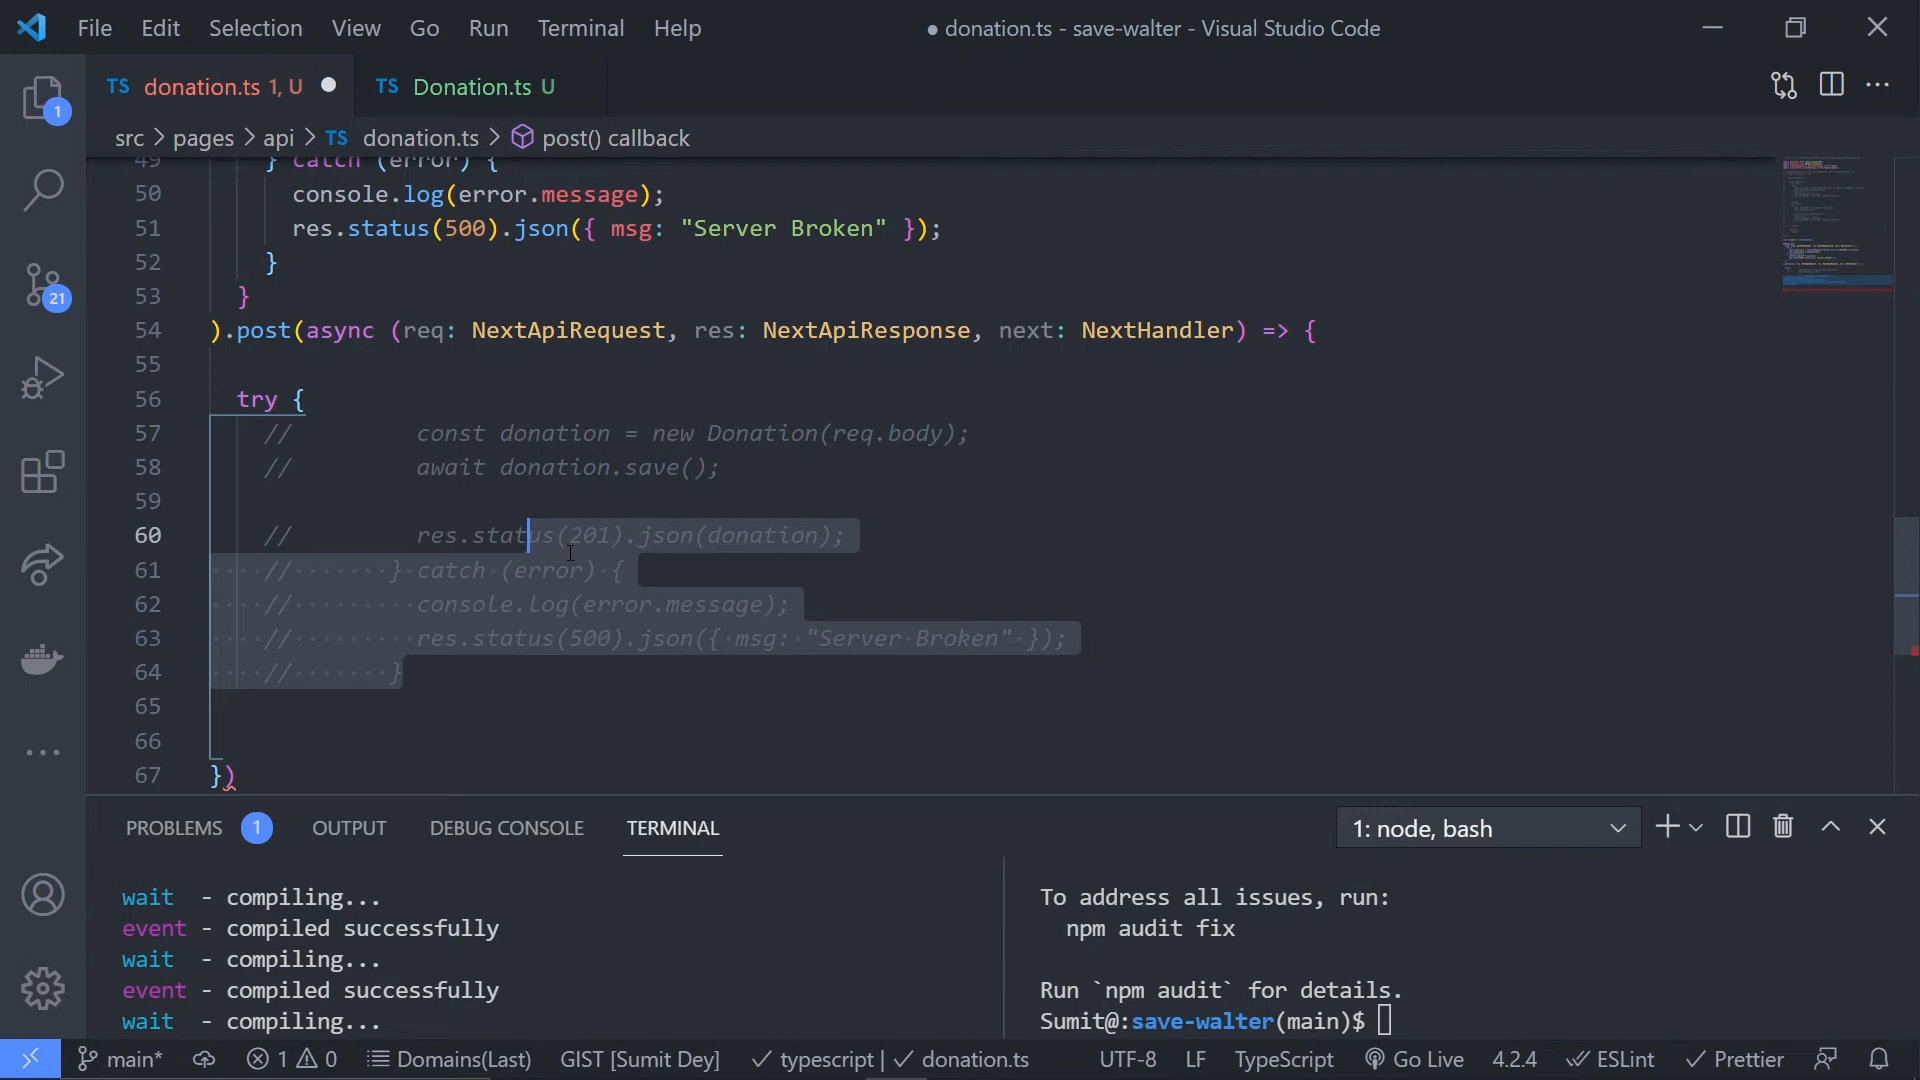 File Edit Selection View Go Run Terminal Help ● donation.ts - save-walter - Visual Studio Code
TS donation.ts 1, U ● TS Donation.ts U
1
src > pages > api > TS donation.ts > post() callback
49 } catch (error) {
50 console.log(error.message);
51 res.status(500).json({ msg: "Server Broken" });
52 }
53 }
54 ).post(async (req: NextApiRequest, res: NextApiResponse, next: NextHandler) => {
55
56 try {
57 // const donation = new Donation(req.body);
58 // await donation.save();
59
60 // res.status(201).json(donation);
61 // } catch (error) {
62 // console.log(error.message);
63 // res.status(500).json({ msg: "Server Broken" });
64 // }
65
66
67 })
21
PROBLEMS 1 OUTPUT DEBUG CONSOLE TERMINAL 1: node, bash
wait - compiling...
event - compiled successfully
wait - compiling...
event - compiled successfully
wait - compiling...
To address all issues, run:
npm audit fix
Run `npm audit` for details.
Sumit@:save-walter(main)$
main* 1 0 Domains(Last) GIST [Sumit Dey] typescript | donation.ts UTF-8 LF TypeScript Go Live 4.2.4 ESLint Prettier